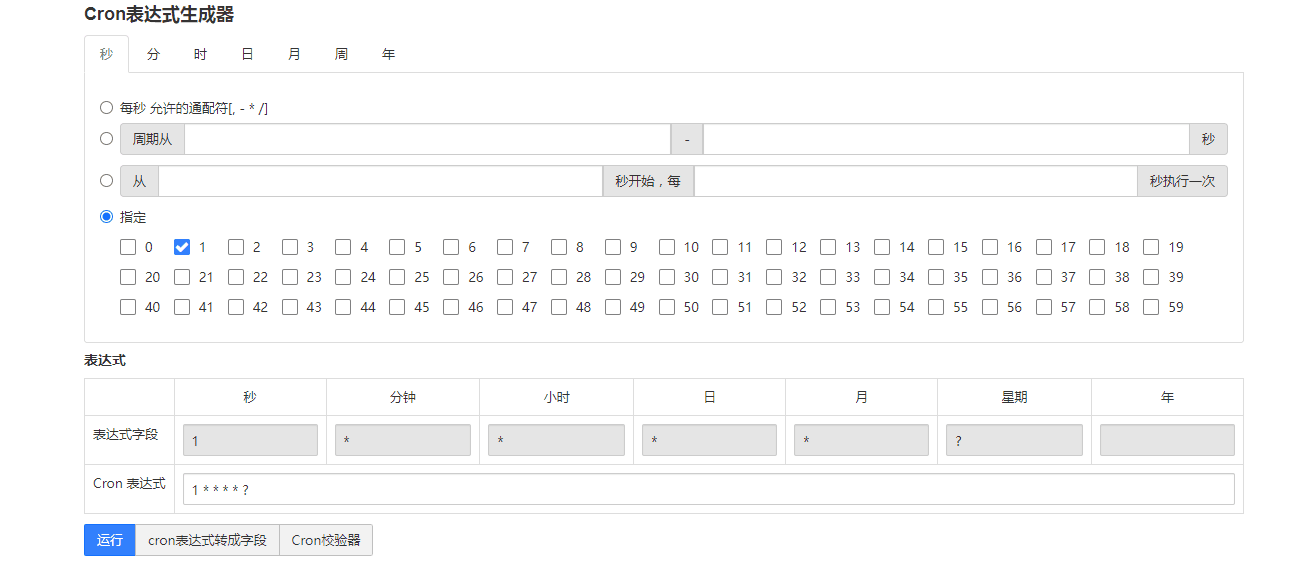 Cron表达式生成器
秒 分 时 日 月 周 年
每秒 允许的通配符[, - * /]
周期从 - 秒
从 秒开始，每 秒执行一次
指定
0 1 2 3 4 5 6 7 8 9 10 11 12 13 14 15 16 17 18 19
20 21 22 23 24 25 26 27 28 29 30 31 32 33 34 35 36 37 38 39
40 41 42 43 44 45 46 47 48 49 50 51 52 53 54 55 56 57 58 59
表达式
秒 分钟 小时 日 月 星期 年
表达式字段 1 * * * * ?
Cron 表达式 1 * * * * ?
运行 cron表达式转成字段 Cron校验器